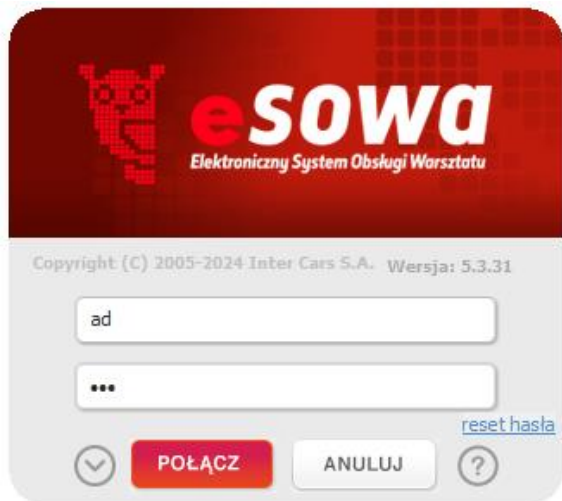 eSOWA
Elektroniczny System Obsługi Warsztatu
Copyright (C) 2005-2024 Inter Cars S.A. Wersja: 5.3.31
ad
•••
reset hasła
POŁĄCZ ANULUJ ?